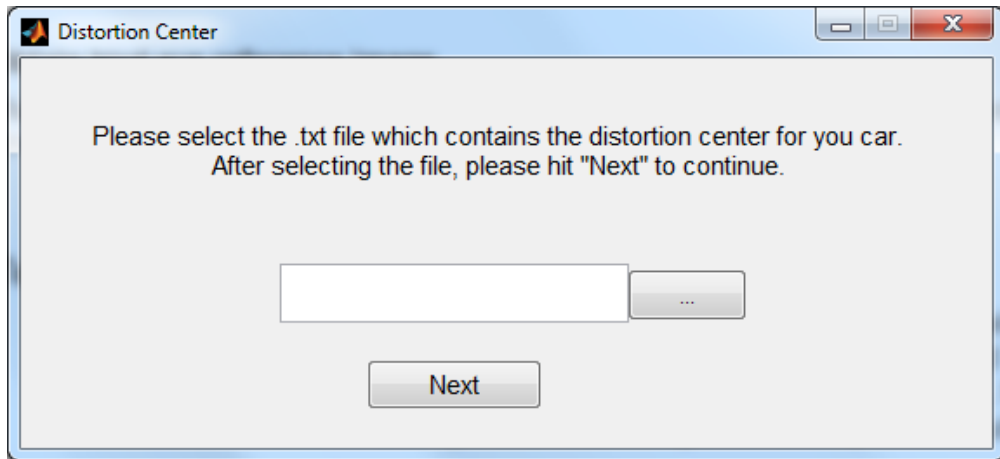 Distortion Center
Please select the .txt file which contains the distortion center for you car.
After selecting the file, please hit "Next" to continue.
...
Next